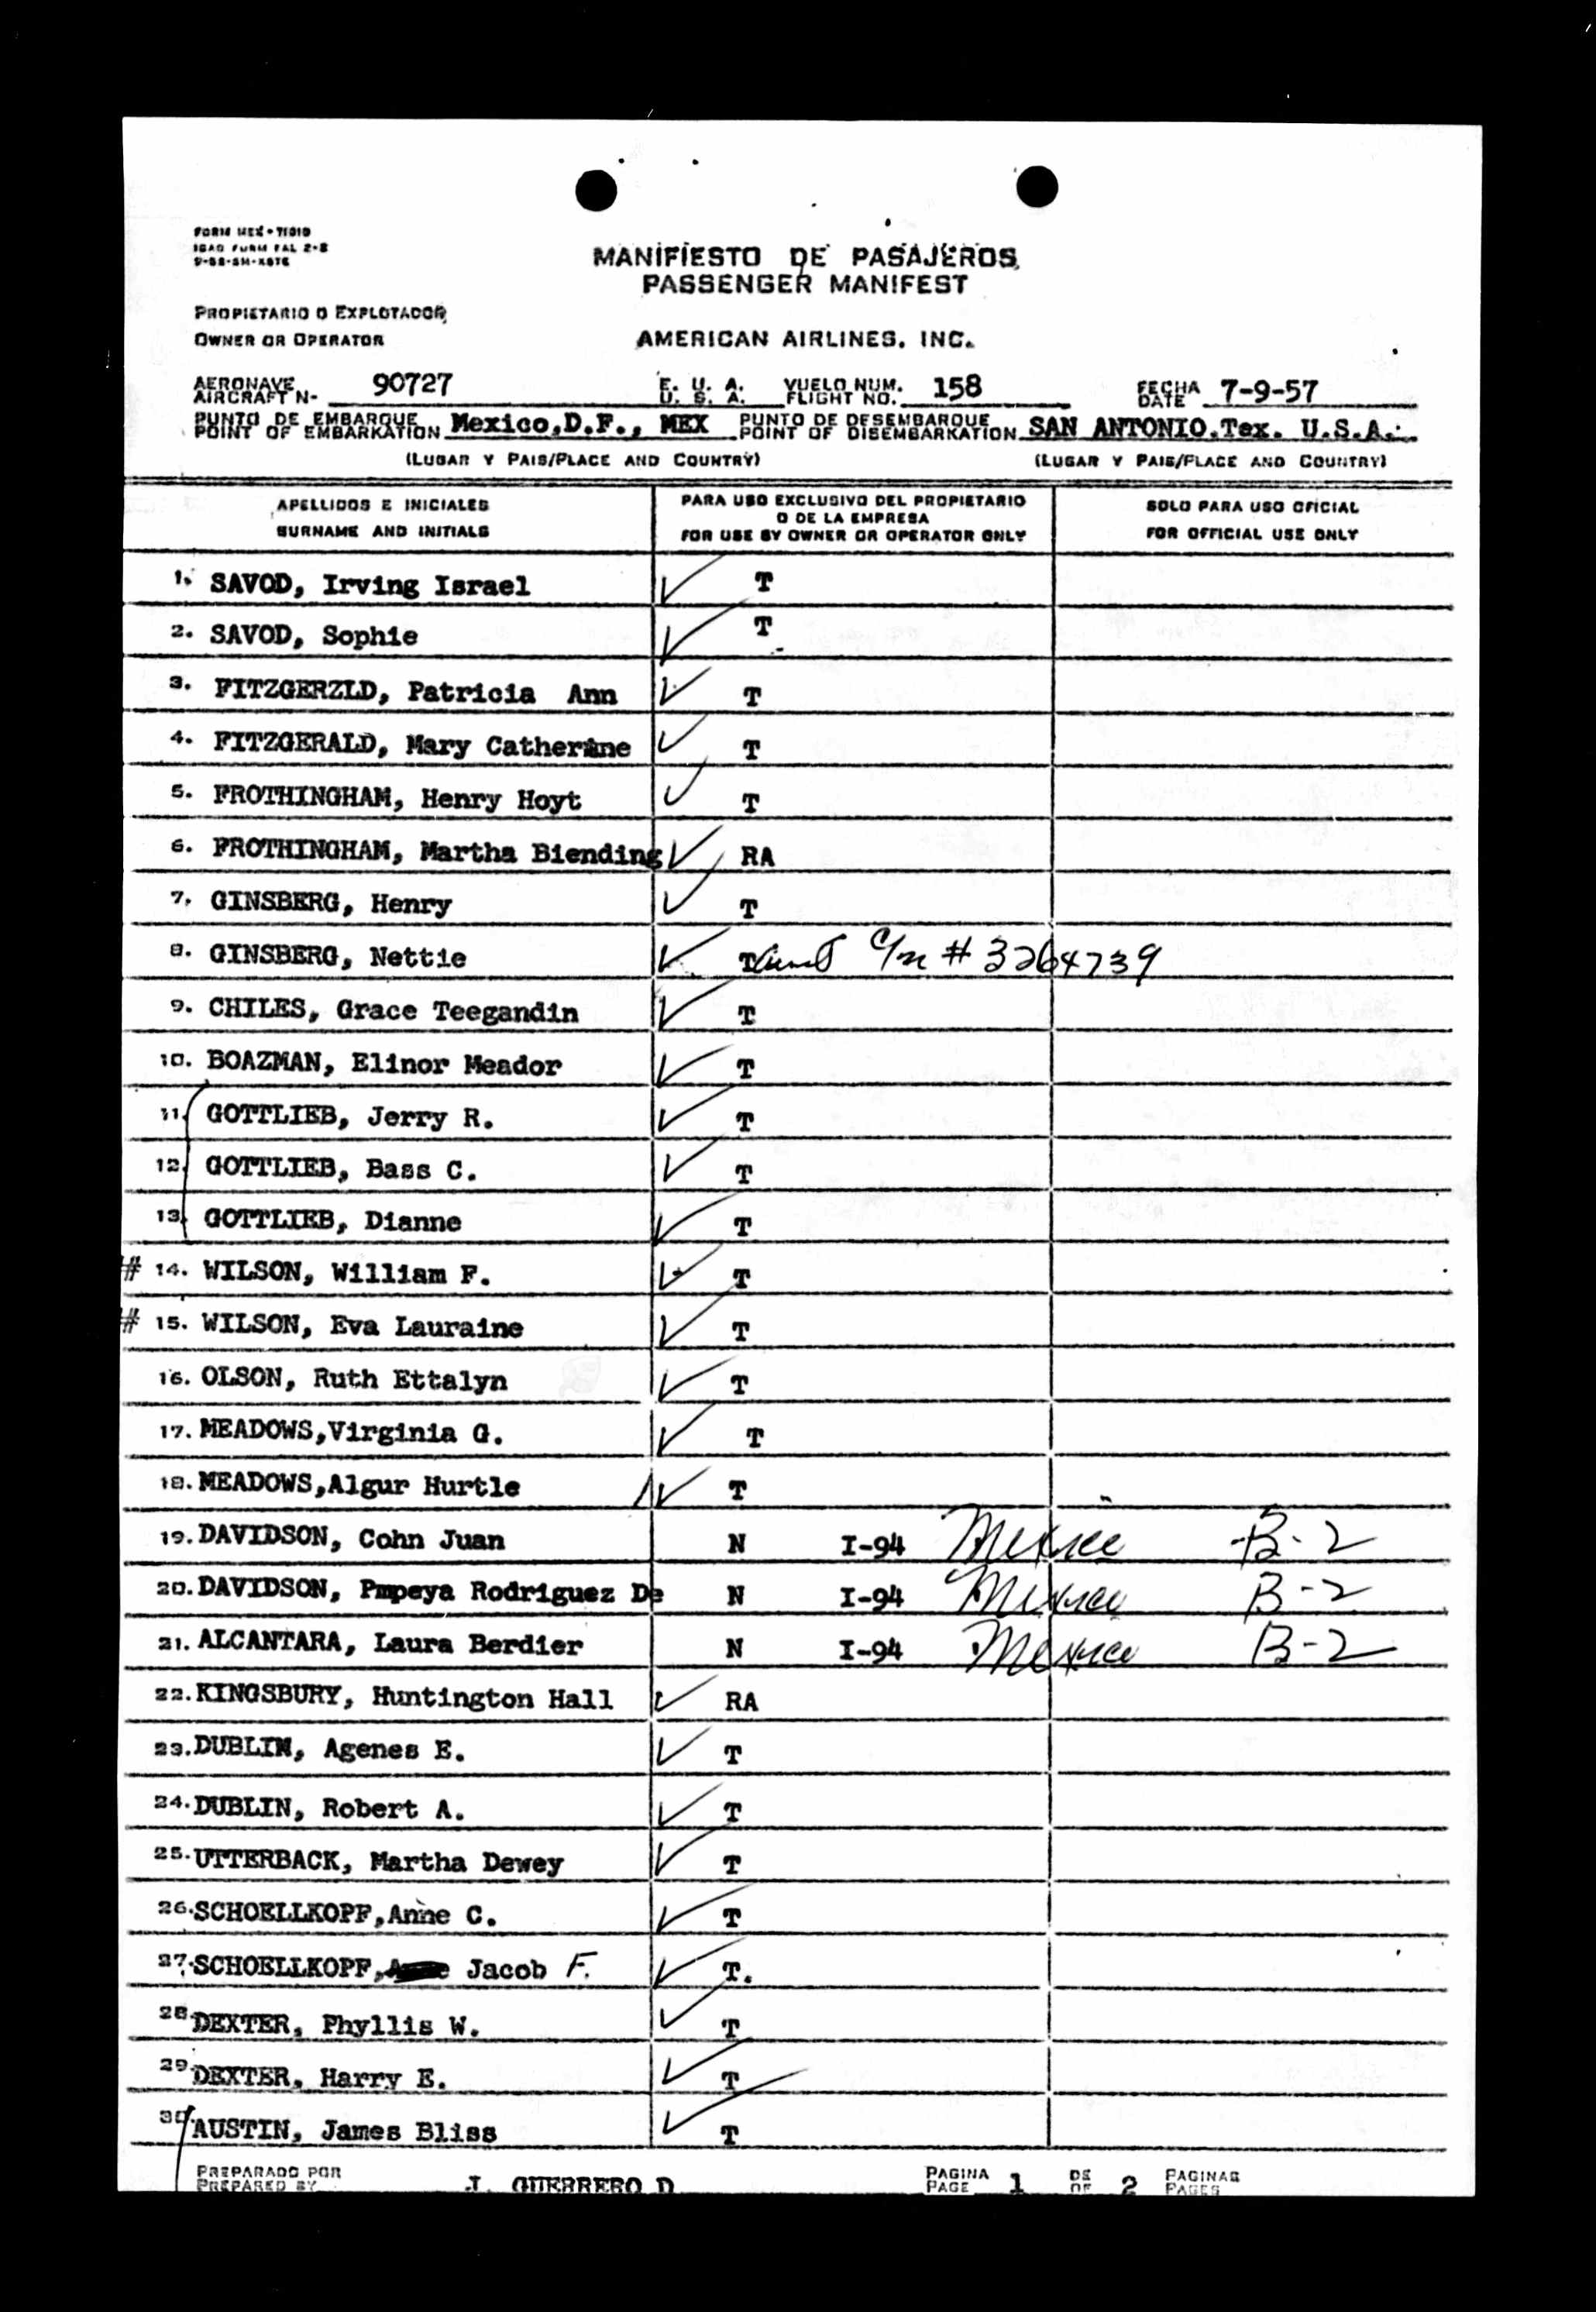 FORM MEX-71010
ICAO FORM FAL 2-8
MANIFIESTO DE PASAJEROS
PASSENGER MANIFEST
PROPIETARIO O EXPLOTADOR
OWNER OR OPERATOR AMERICAN AIRLINES, INC.
AERONAVE E. U. A. VUELO NUM. FECHA
AIRCRAFT N- 90727 U. S. A. FLIGHT NO. 158 DATE 7-9-57
PUNTO DE EMBARQUE PUNTO DE DESEMBARQUE
POINT OF EMBARKATION Mexico,D.F., MEX POINT OF DISEMBARKATION SAN ANTONIO.Tex. U.S.A.
(LUGAR Y PAIS/PLACE AND COUNTRY) (LUGAR Y PAIS/PLACE AND COUNTRY)
APELLIDOS E INICIALES
SURNAME AND INITIALS
PARA USO EXCLUSIVO DEL PROPIETARIO
O DE LA EMPRESA
FOR USE BY OWNER OR OPERATOR ONLY
SOLO PARA USO OFICIAL
FOR OFFICIAL USE ONLY
1. SAVOD, Irving Israel T
2. SAVOD, Sophie T
3. FITZGERZLD, Patricia Ann T
4. FITZGERALD, Mary Catherine T
5. FROTHINGHAM, Henry Hoyt T
6. FROTHINGHAM, Martha Biending RA
7. GINSBERG, Henry T
8. GINSBERG, Nettie T # 3264739
9. CHILES, Grace Teegandin T
10. BOAZMAN, Elinor Meador T
11. GOTTLIEB, Jerry R. T
12. GOTTLIEB, Bass C. T
13. GOTTLIEB, Dianne T
# 14. WILSON, William F. T
# 15. WILSON, Eva Lauraine T
16. OLSON, Ruth Ettalyn T
17. MEADOWS,Virginia G. T
18. MEADOWS,Algur Hurtle T
19. DAVIDSON, Cohn Juan N I-94 Mexico B-2
20. DAVIDSON, Pmpeya Rodriguez De N I-94 Mexico B-2
21. ALCANTARA, Laura Berdier N I-94 Mexico B-2
22. KINGSBURY, Huntington Hall RA
23. DUBLIN, Agenes E. T
24. DUBLIN, Robert A. T
25. UTTERBACK, Martha Dewey T
26. SCHOELLKOPF,Anne C. T
27. SCHOELLKOPF, Jacob F. T.
28 DEXTER, Phyllis W. T
29. DEXTER, Harry E. T
30. AUSTIN, James Bliss T
PREPARADO POR PAGINA DE PAGINAS
PREPARED BY J. GUERRERO D PAGE 1 OF 2 PAGES